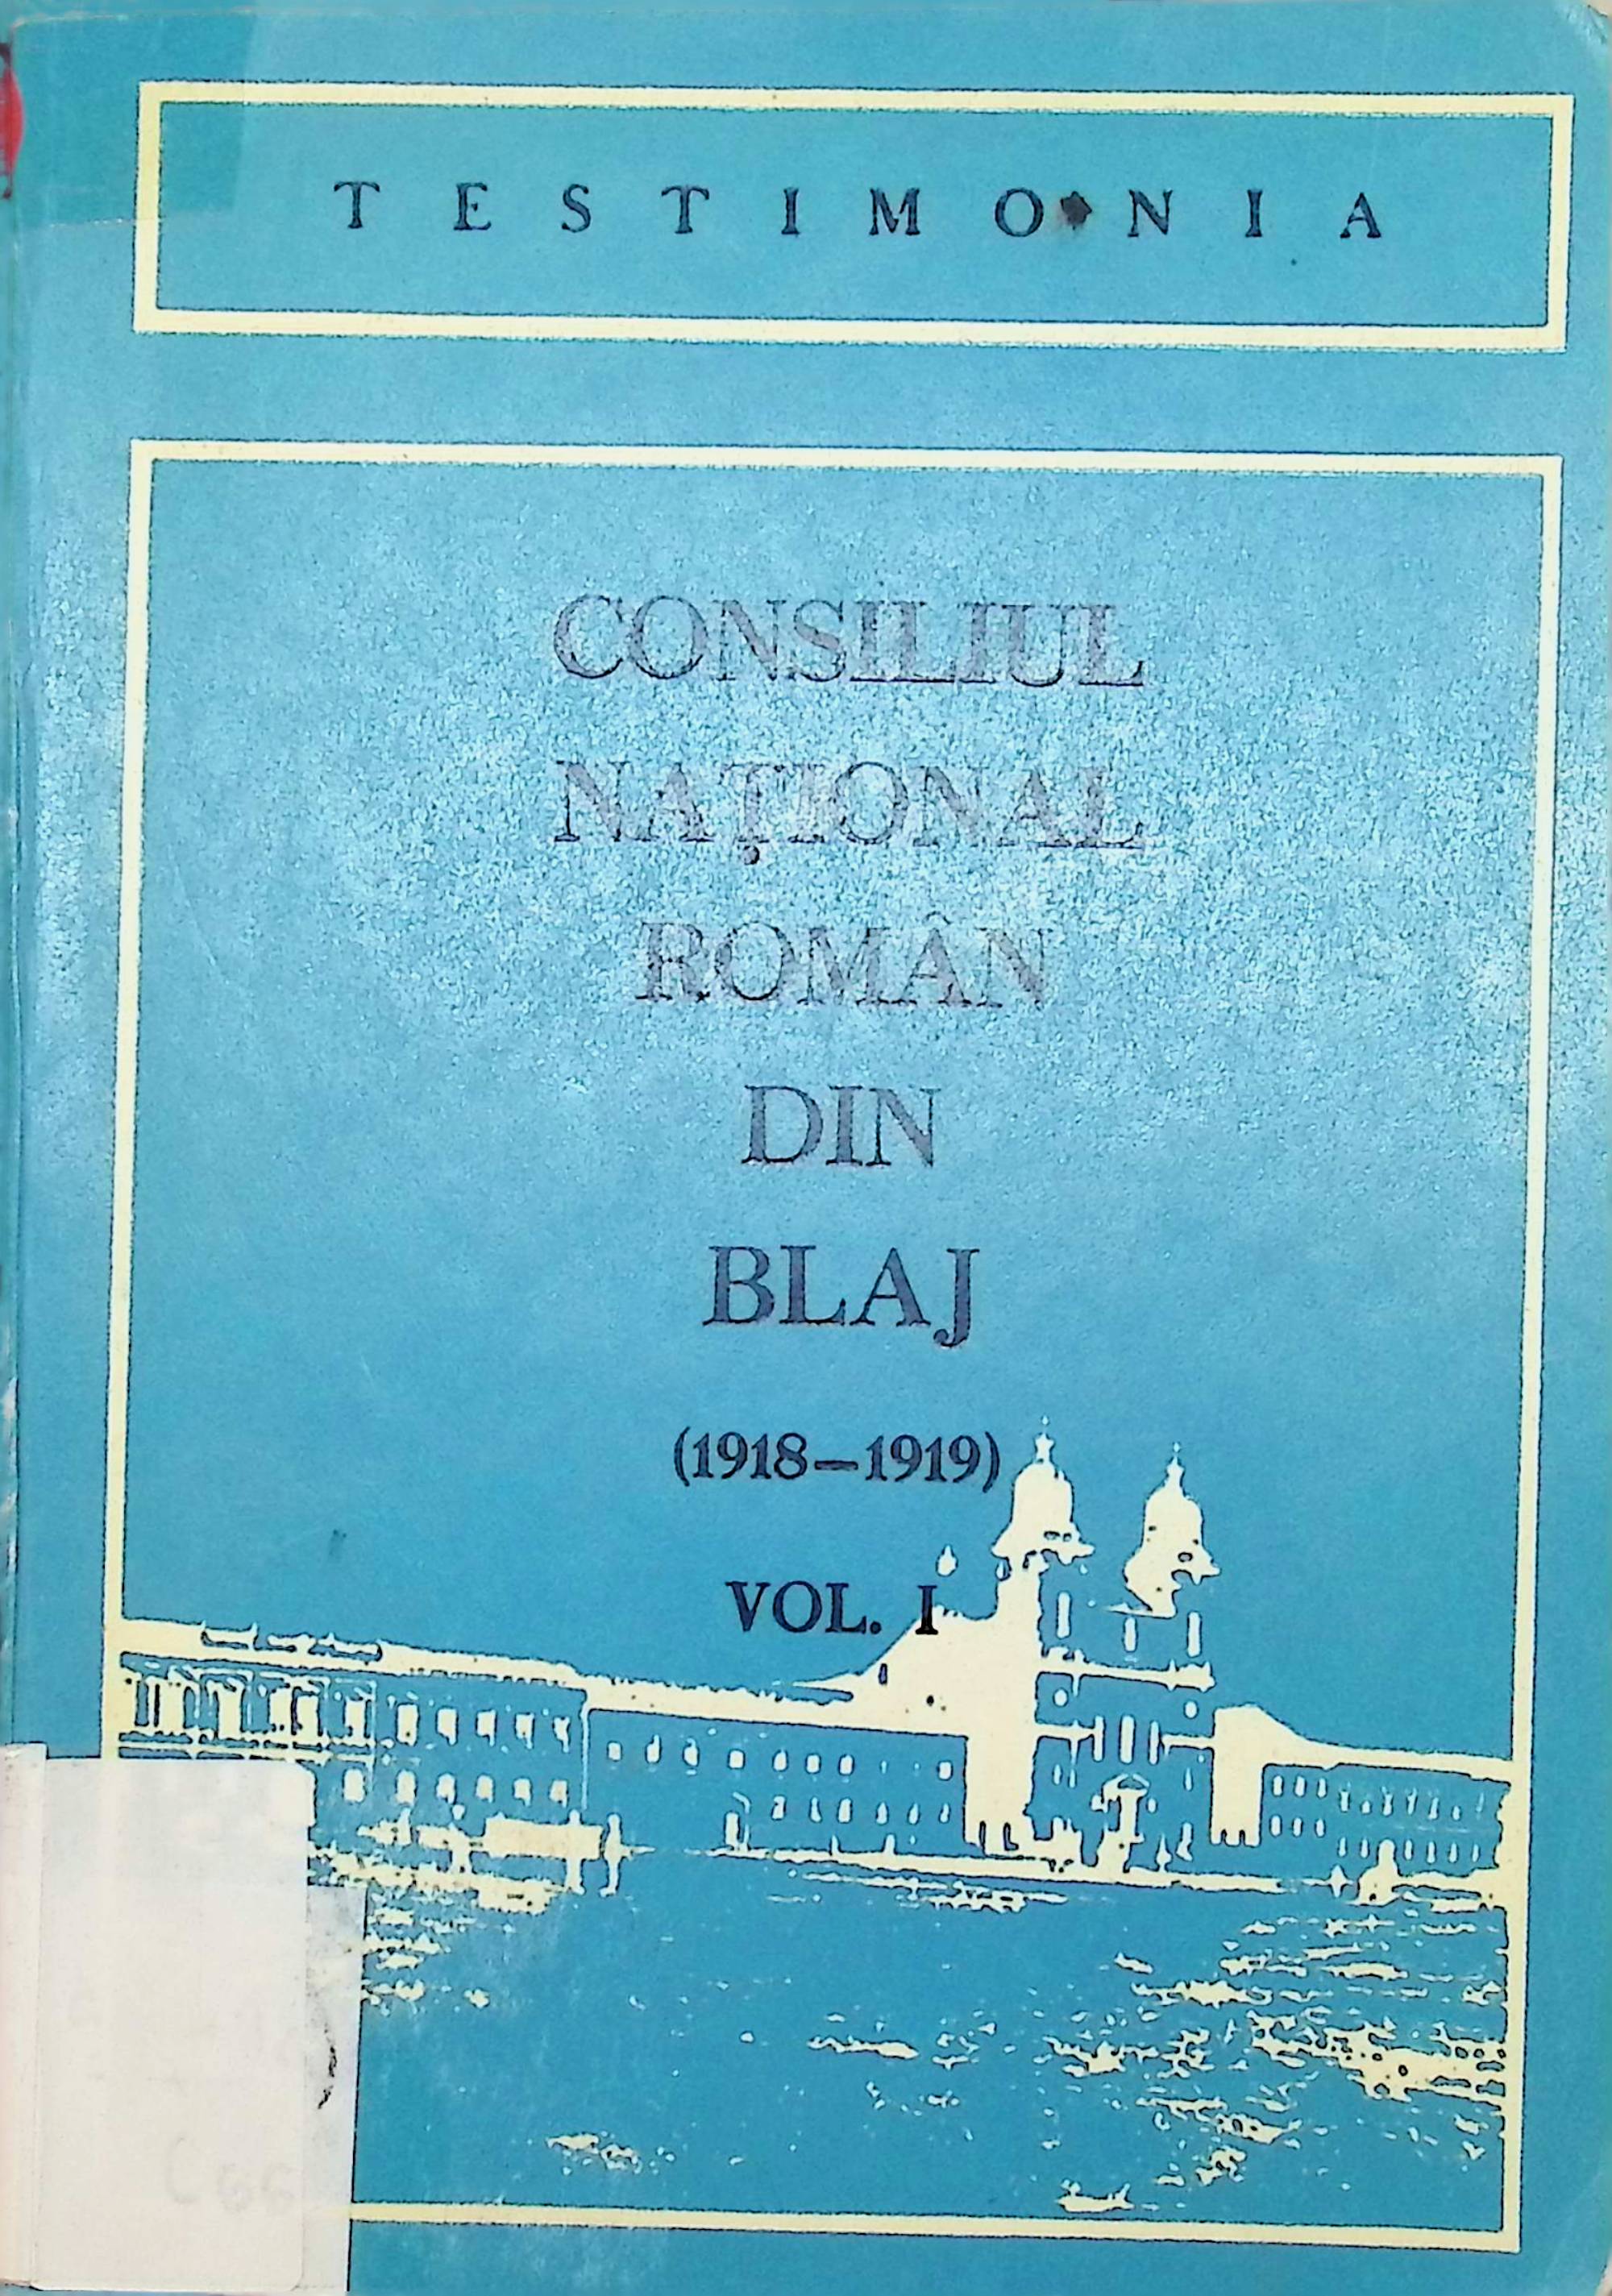 TESTIMONIA
CONSILIUL
NAȚIONAL
ROMÂN
DIN
BLAJ
(1918–1919)
VOL. I